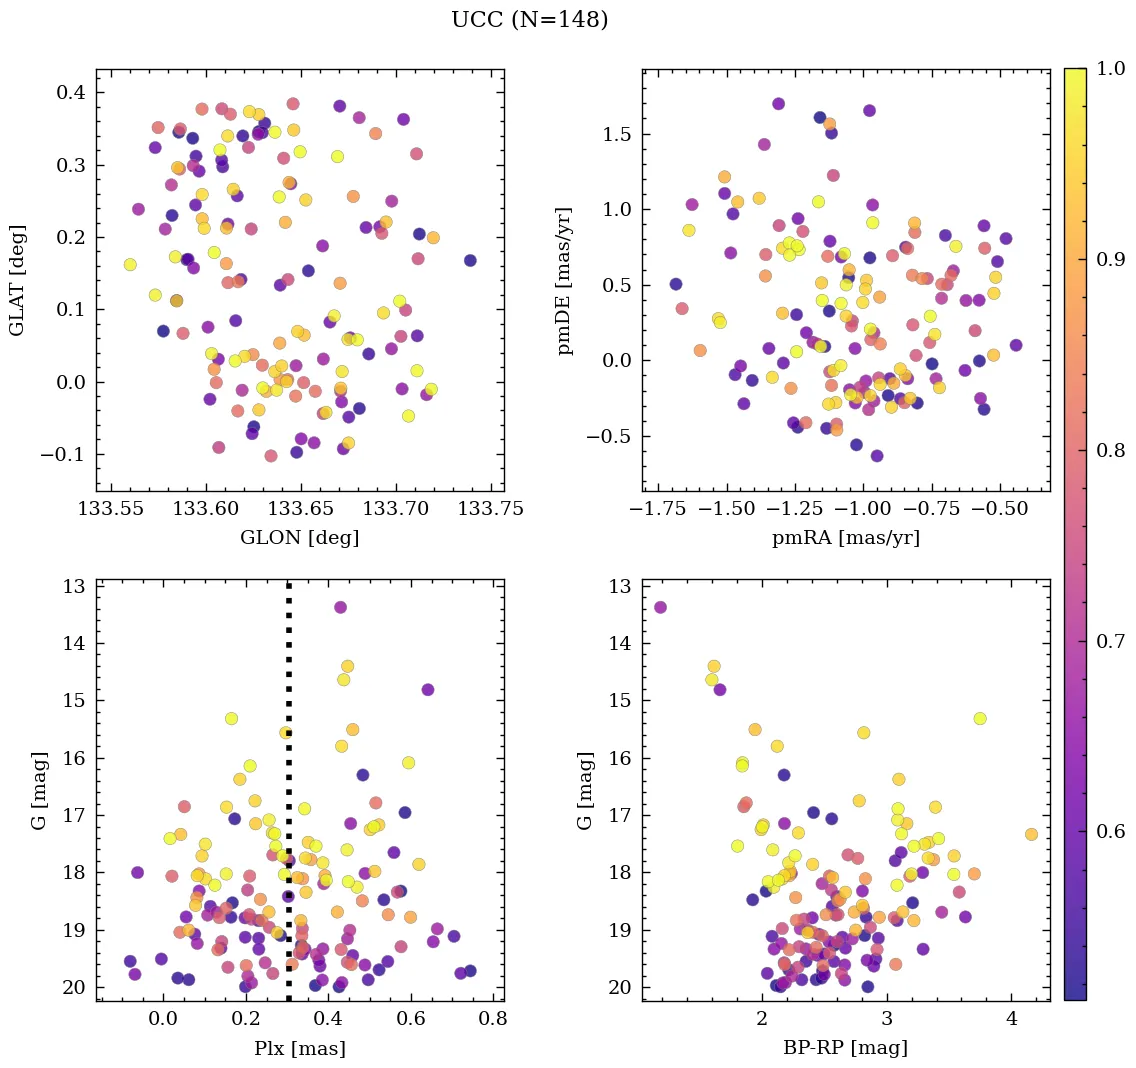 UCC (N=148)
0.4
0.3
0.2
0.1
0.0
−0.1
GLAT [deg]
133.55 133.60 133.65 133.70 133.75
GLON [deg]
1.5
1.0
0.5
0.0
−0.5
pmDE [mas/yr]
−1.75 −1.50 −1.25 −1.00 −0.75 −0.50
pmRA [mas/yr]
13
14
15
16
17
18
19
20
G [mag]
0.0 0.2 0.4 0.6 0.8
Plx [mas]
13
14
15
16
17
18
19
20
G [mag]
2 3 4
BP-RP [mag]
1.0
0.9
0.8
0.7
0.6